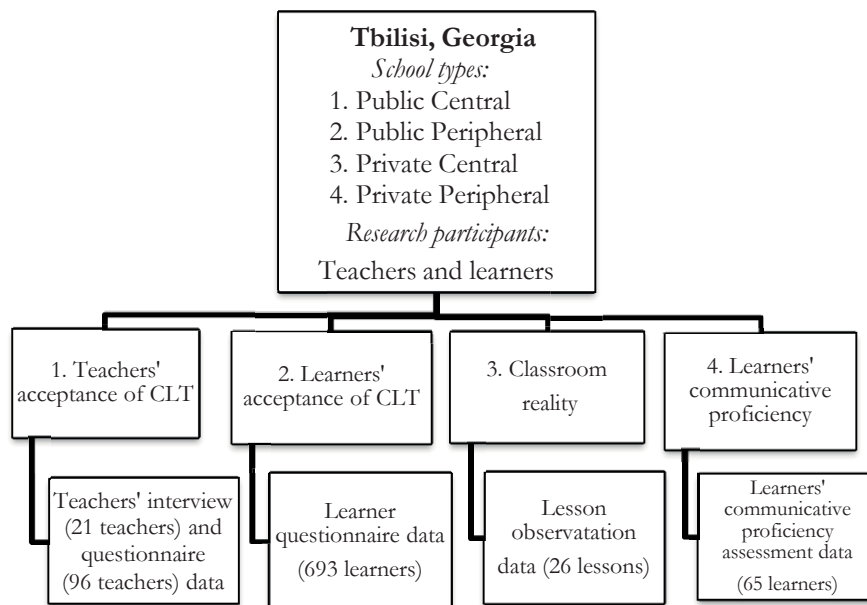 Tbilisi, Georgia
School types:
1. Public Central
2. Public Peripheral
3. Private Central
4. Private Peripheral
Research participants:
Teachers and learners
1. Teachers'
acceptance of CLT
2. Learners'
acceptance of CLT
3. Classroom
reality
4. Learners'
communicative
proficiency
Teachers' interview
(21 teachers) and
questionnaire
(96 teachers) data
Learner
questionnaire data
(693 learners)
Lesson
observatation
data (26 lessons)
Learners'
communicative
proficiency
assessment data
(65 learners)